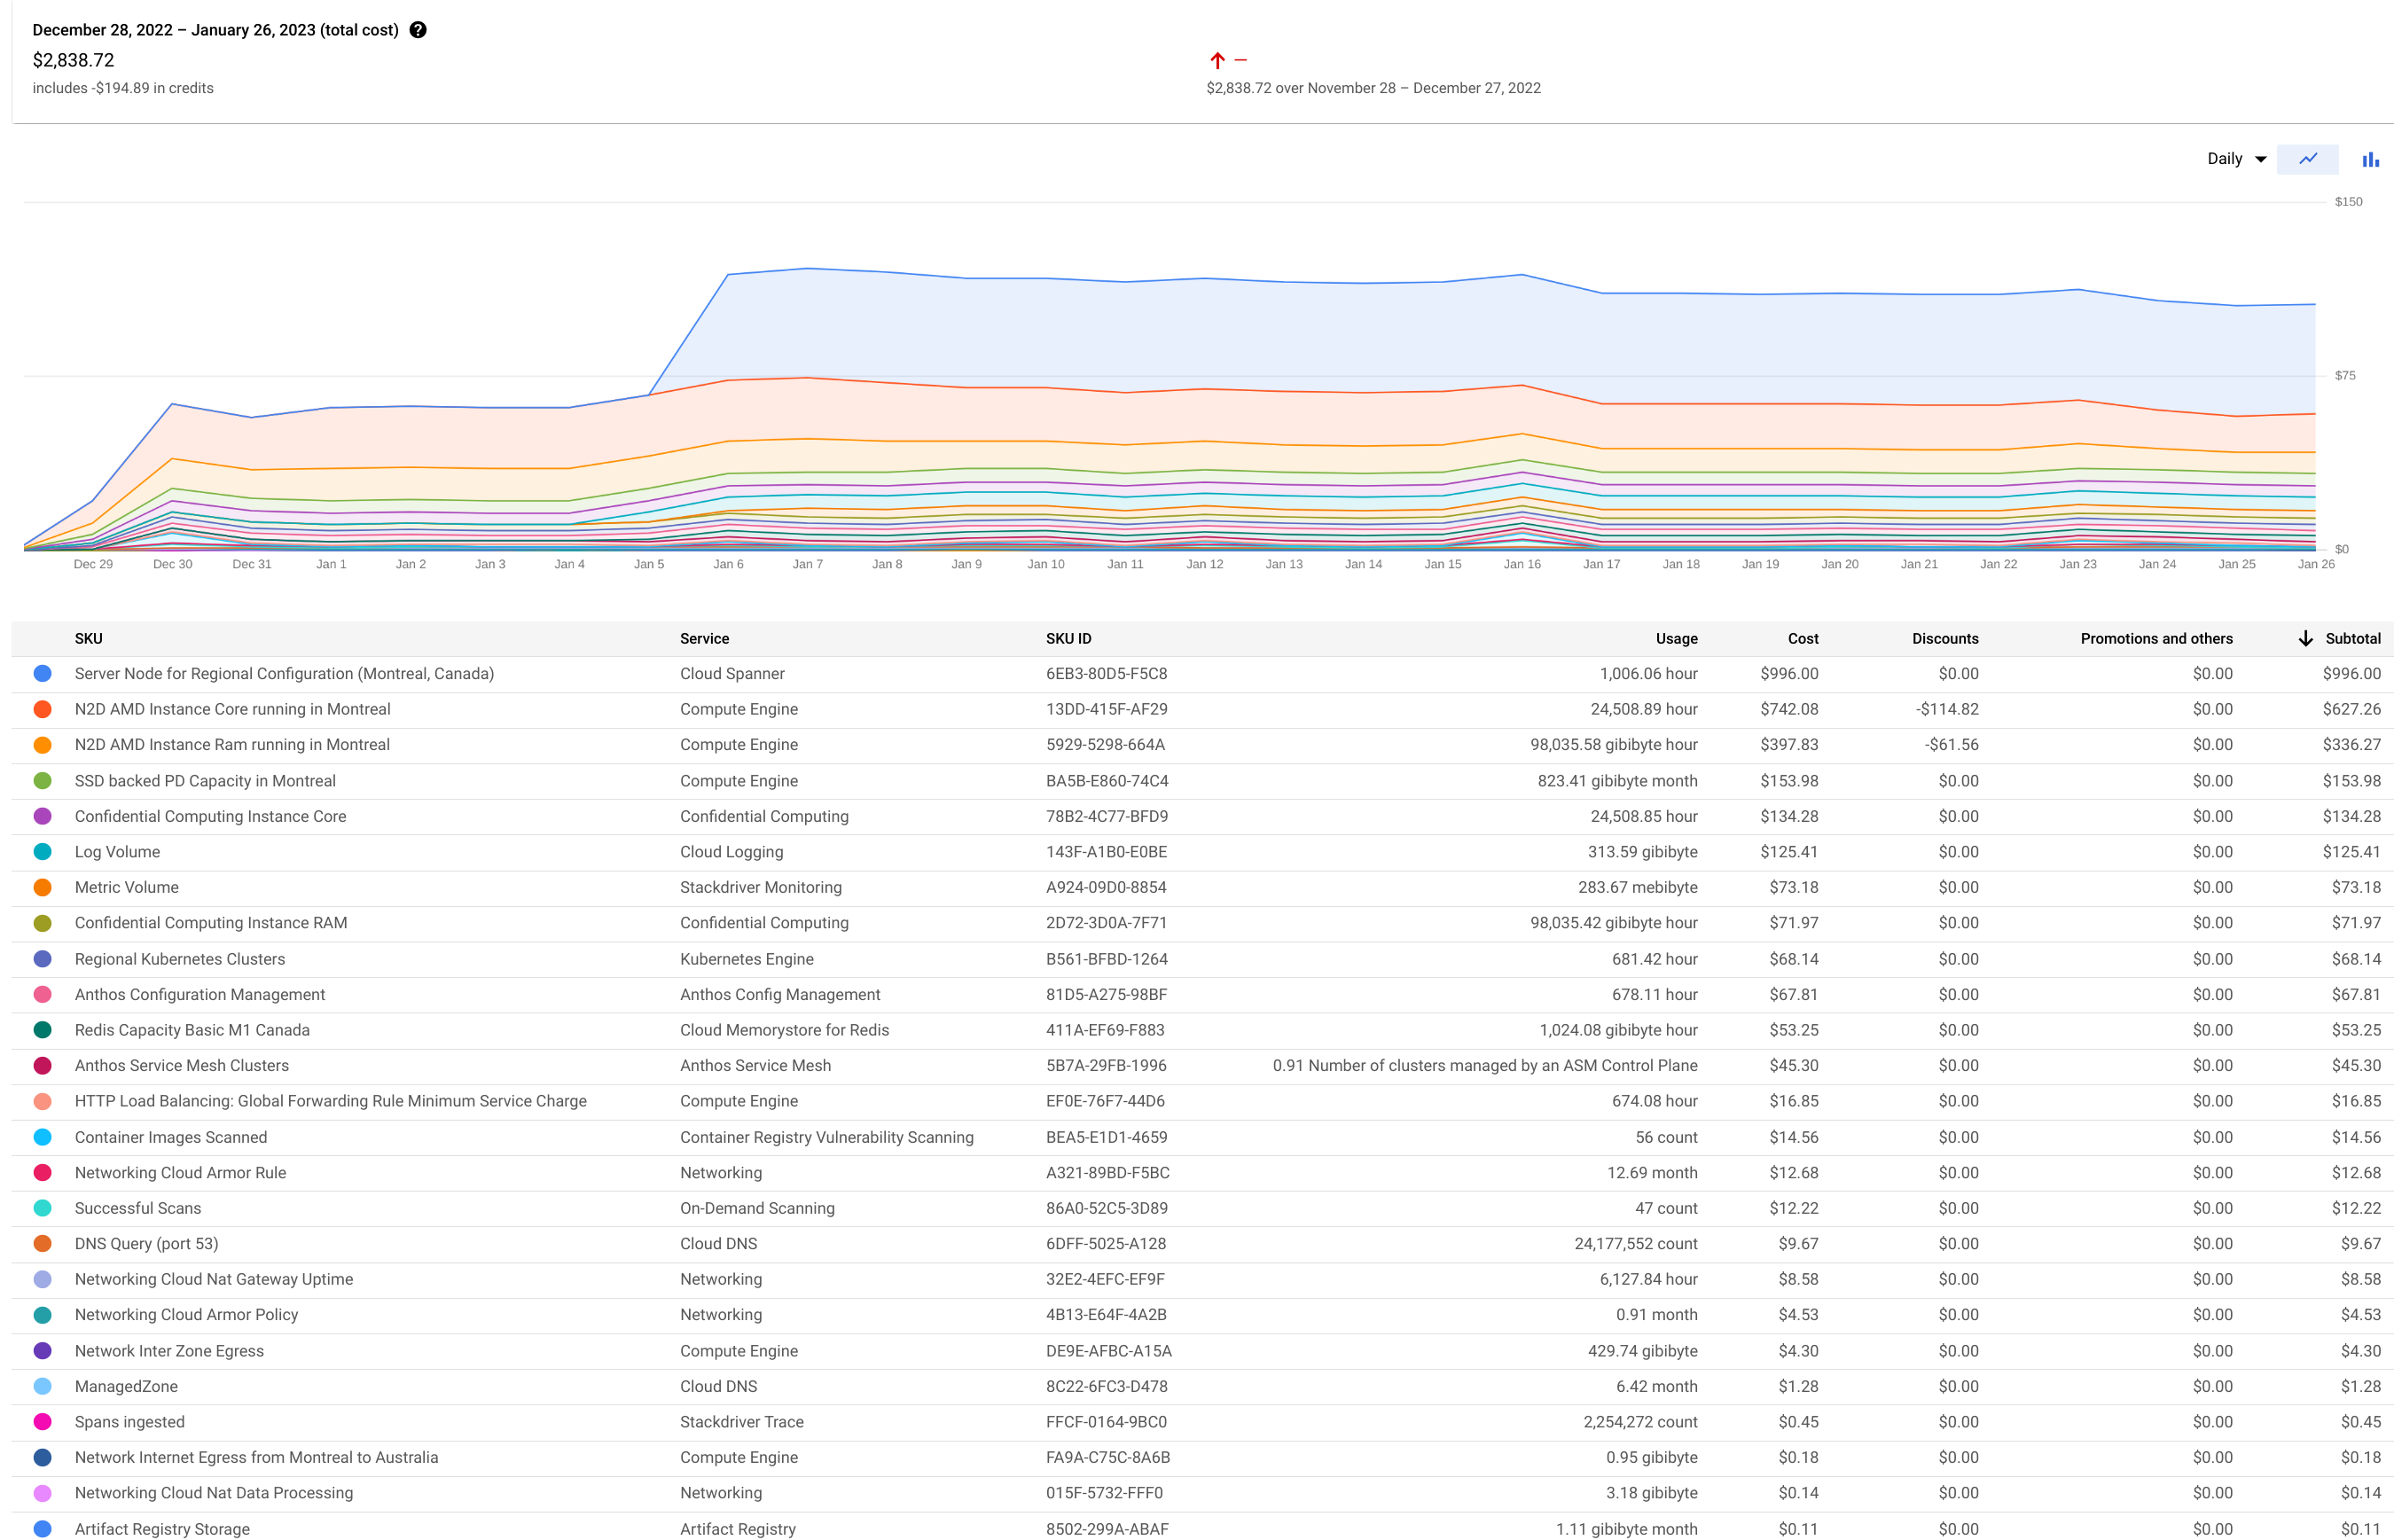 December 28, 2022 – January 26, 2023 (total cost) ?
$2,838.72
includes -$194.89 in credits
–
$2,838.72 over November 28 – December 27, 2022
Daily
$150
$75
$0
Dec 29 Dec 30 Dec 31 Jan 1 Jan 2 Jan 3 Jan 4 Jan 5 Jan 6 Jan 7 Jan 8 Jan 9 Jan 10 Jan 11 Jan 12 Jan 13 Jan 14 Jan 15 Jan 16 Jan 17 Jan 18 Jan 19 Jan 20 Jan 21 Jan 22 Jan 23 Jan 24 Jan 25 Jan 26
SKU Service SKU ID Usage Cost Discounts Promotions and others Subtotal
Server Node for Regional Configuration (Montreal, Canada) Cloud Spanner 6EB3-80D5-F5C8 1,006.06 hour $996.00 $0.00 $0.00 $996.00
N2D AMD Instance Core running in Montreal Compute Engine 13DD-415F-AF29 24,508.89 hour $742.08 -$114.82 $0.00 $627.26
N2D AMD Instance Ram running in Montreal Compute Engine 5929-5298-664A 98,035.58 gibibyte hour $397.83 -$61.56 $0.00 $336.27
SSD backed PD Capacity in Montreal Compute Engine BA5B-E860-74C4 823.41 gibibyte month $153.98 $0.00 $0.00 $153.98
Confidential Computing Instance Core Confidential Computing 78B2-4C77-BFD9 24,508.85 hour $134.28 $0.00 $0.00 $134.28
Log Volume Cloud Logging 143F-A1B0-E0BE 313.59 gibibyte $125.41 $0.00 $0.00 $125.41
Metric Volume Stackdriver Monitoring A924-09D0-8854 283.67 mebibyte $73.18 $0.00 $0.00 $73.18
Confidential Computing Instance RAM Confidential Computing 2D72-3D0A-7F71 98,035.42 gibibyte hour $71.97 $0.00 $0.00 $71.97
Regional Kubernetes Clusters Kubernetes Engine B561-BFBD-1264 681.42 hour $68.14 $0.00 $0.00 $68.14
Anthos Configuration Management Anthos Config Management 81D5-A275-98BF 678.11 hour $67.81 $0.00 $0.00 $67.81
Redis Capacity Basic M1 Canada Cloud Memorystore for Redis 411A-EF69-F883 1,024.08 gibibyte hour $53.25 $0.00 $0.00 $53.25
Anthos Service Mesh Clusters Anthos Service Mesh 5B7A-29FB-1996 0.91 Number of clusters managed by an ASM Control Plane $45.30 $0.00 $0.00 $45.30
HTTP Load Balancing: Global Forwarding Rule Minimum Service Charge Compute Engine EF0E-76F7-44D6 674.08 hour $16.85 $0.00 $0.00 $16.85
Container Images Scanned Container Registry Vulnerability Scanning BEA5-E1D1-4659 56 count $14.56 $0.00 $0.00 $14.56
Networking Cloud Armor Rule Networking A321-89BD-F5BC 12.69 month $12.68 $0.00 $0.00 $12.68
Successful Scans On-Demand Scanning 86A0-52C5-3D89 47 count $12.22 $0.00 $0.00 $12.22
DNS Query (port 53) Cloud DNS 6DFF-5025-A128 24,177,552 count $9.67 $0.00 $0.00 $9.67
Networking Cloud Nat Gateway Uptime Networking 32E2-4EFC-EF9F 6,127.84 hour $8.58 $0.00 $0.00 $8.58
Networking Cloud Armor Policy Networking 4B13-E64F-4A2B 0.91 month $4.53 $0.00 $0.00 $4.53
Network Inter Zone Egress Compute Engine DE9E-AFBC-A15A 429.74 gibibyte $4.30 $0.00 $0.00 $4.30
ManagedZone Cloud DNS 8C22-6FC3-D478 6.42 month $1.28 $0.00 $0.00 $1.28
Spans ingested Stackdriver Trace FFCF-0164-9BC0 2,254,272 count $0.45 $0.00 $0.00 $0.45
Network Internet Egress from Montreal to Australia Compute Engine FA9A-C75C-8A6B 0.95 gibibyte $0.18 $0.00 $0.00 $0.18
Networking Cloud Nat Data Processing Networking 015F-5732-FFF0 3.18 gibibyte $0.14 $0.00 $0.00 $0.14
Artifact Registry Storage Artifact Registry 8502-299A-ABAF 1.11 gibibyte month $0.11 $0.00 $0.00 $0.11